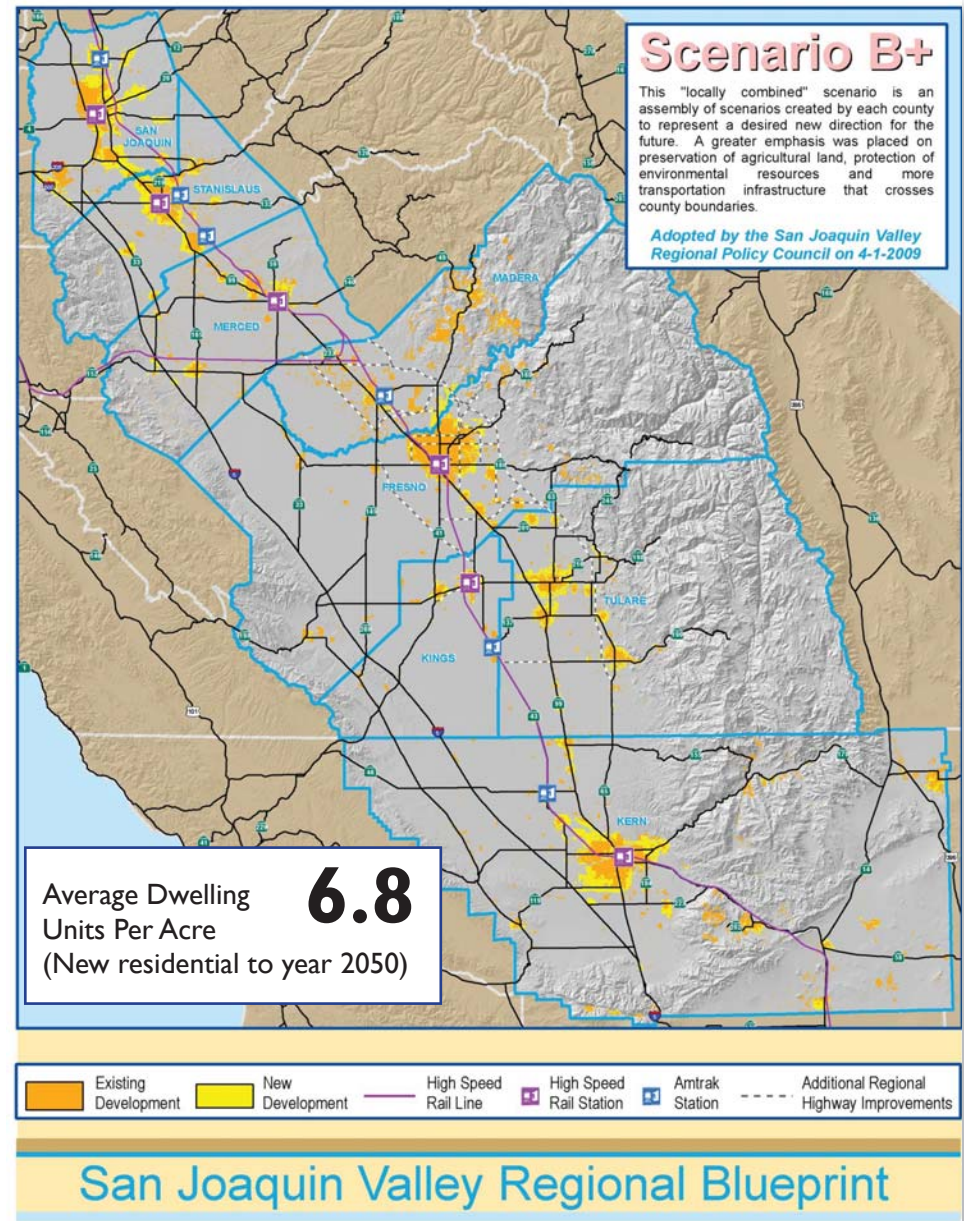 Scenario B+
This "locally combined" scenario is an
assembly of scenarios created by each county
to represent a desired new direction for the
future. A greater emphasis was placed on
preservation of agricultural land, protection of
environmental resources and more
transportation infrastructure that crosses
county boundaries.
Adopted by the San Joaquin Valley
Regional Policy Council on 4-1-2009
SAN
JOAQUIN
STANISLAUS
MADERA
MERCED
FRESNO
TULARE
KINGS
KERN
101
Average Dwelling
Units Per Acre
6.8
(New residential to year 2050)
Existing
Development
New
Development
High Speed
Rail Line
High Speed
Rail Station
Amtrak
Station
Additional Regional
Highway Improvements
San Joaquin Valley Regional Blueprint